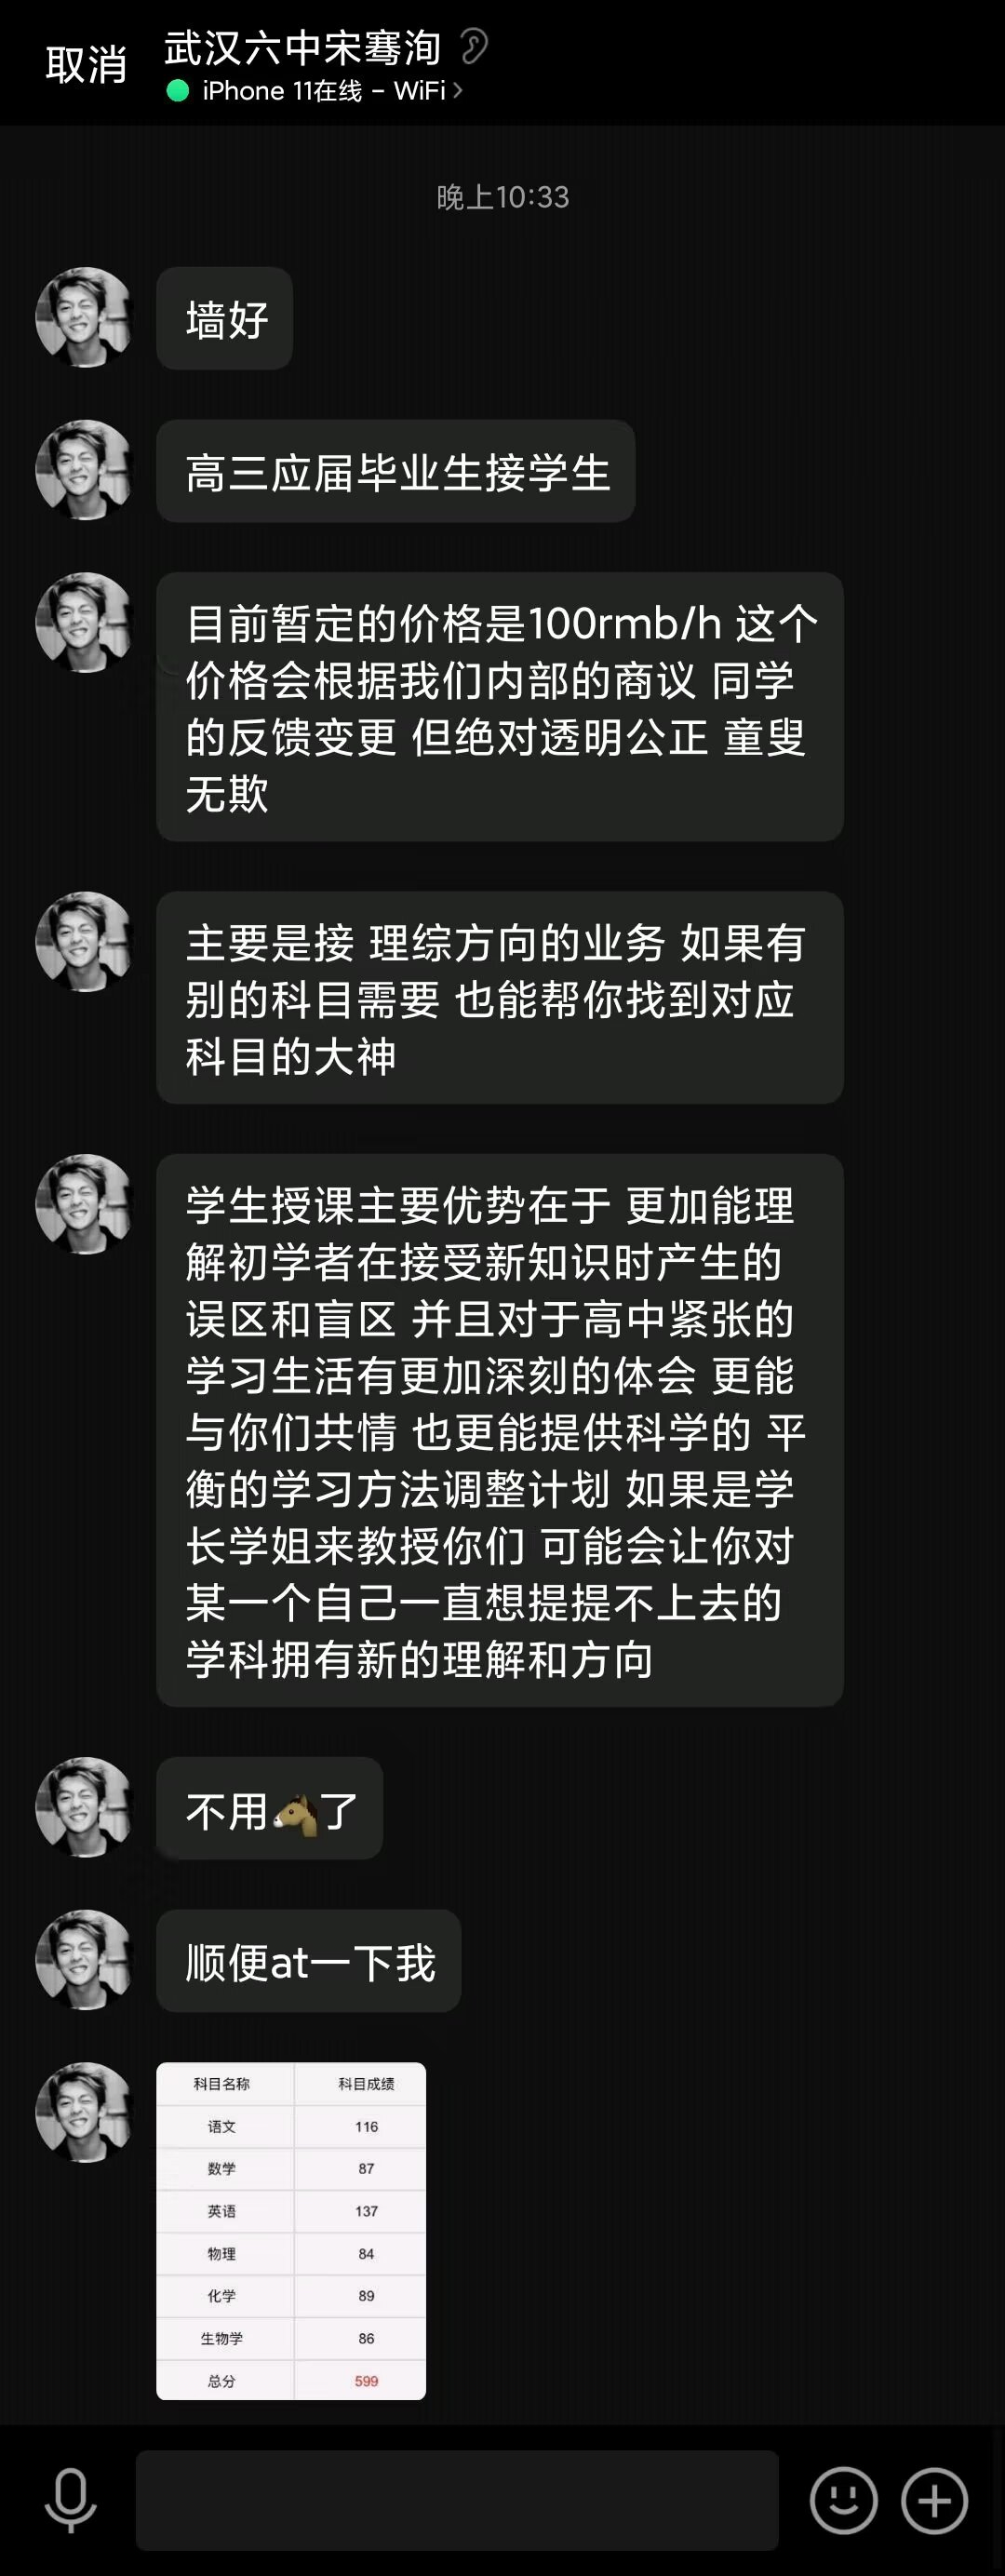 取消
武汉六中宋骞洵
iPhone 11在线 – WiFi
晚上10:33
墙好
高三应届毕业生接学生
目前暂定的价格是100rmb/h 这个
价格会根据我们内部的商议 同学
的反馈变更 但绝对透明公正 童叟
无欺
主要是接 理综方向的业务 如果有
别的科目需要 也能帮你找到对应
科目的大神
学生授课主要优势在于 更加能理
解初学者在接受新知识时产生的
误区和盲区 并且对于高中紧张的
学习生活有更加深刻的体会 更能
与你们共情 也更能提供科学的 平
衡的学习方法调整计划 如果是学
长学姐来教授你们 可能会让你对
某一个自己一直想提提不上去的
学科拥有新的理解和方向
不用🐴了
顺便at一下我
科目名称 科目成绩
语文 116
数学 87
英语 137
物理 84
化学 89
生物学 86
总分 599